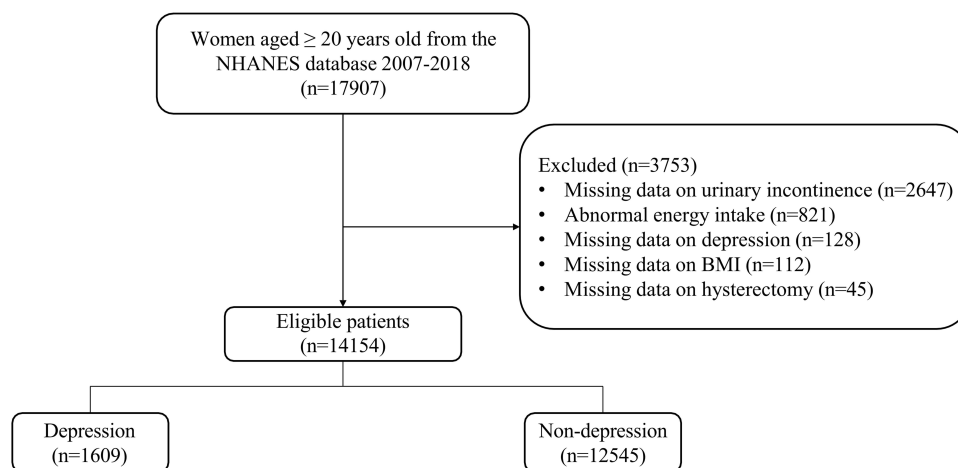 Women aged ≥ 20 years old from the
NHANES database 2007-2018
(n=17907)
Excluded (n=3753)
• Missing data on urinary incontinence (n=2647)
• Abnormal energy intake (n=821)
• Missing data on depression (n=128)
• Missing data on BMI (n=112)
• Missing data on hysterectomy (n=45)
Eligible patients
(n=14154)
Depression
(n=1609)
Non-depression
(n=12545)